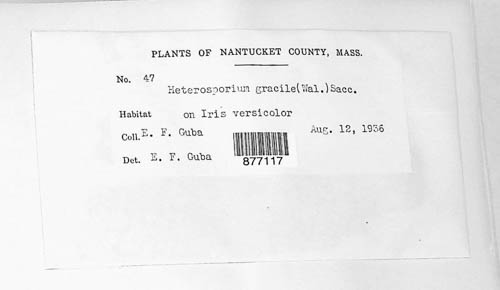 PLANTS OF NANTUCKET COUNTY, MASS.
No. 47
Heterosporium gracile(Wal.)Sacc.
Habitat on Iris versicolor
Coll. E. F. Guba Aug. 12, 1936
Det. E. F. Guba
877117